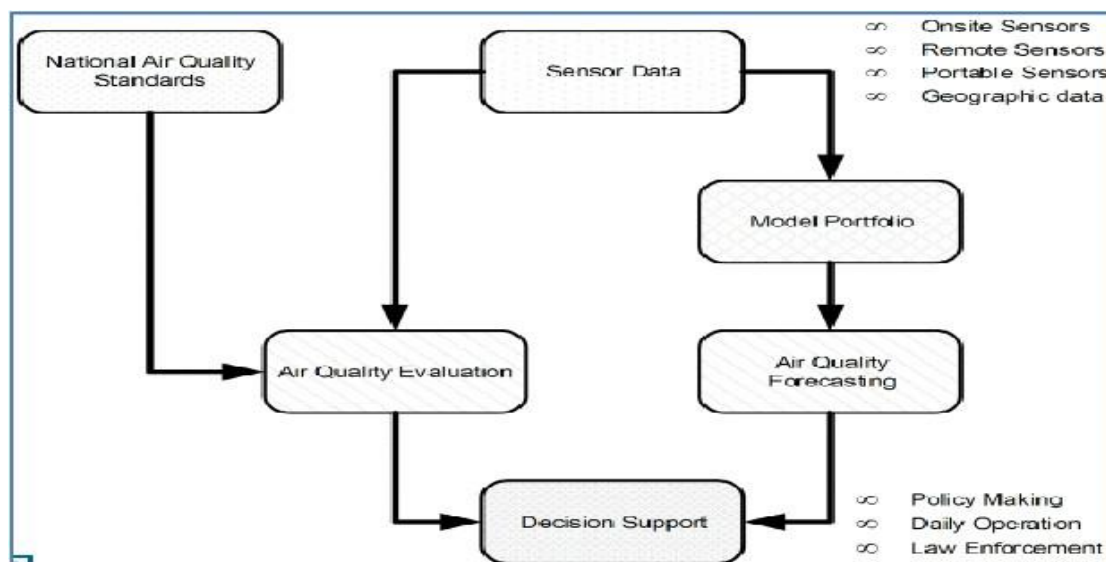 National Air Quality
Standards
Sensor Data
∞ Onsite Sensors
∞ Remote Sensors
∞ Portable Sensors
∞ Geographic data
Model Portfolio
Air Quality Evaluation
Air Quality
Forecasting
Decision Support
∞ Policy Making
∞ Daily Operation
∞ Law Enforcement